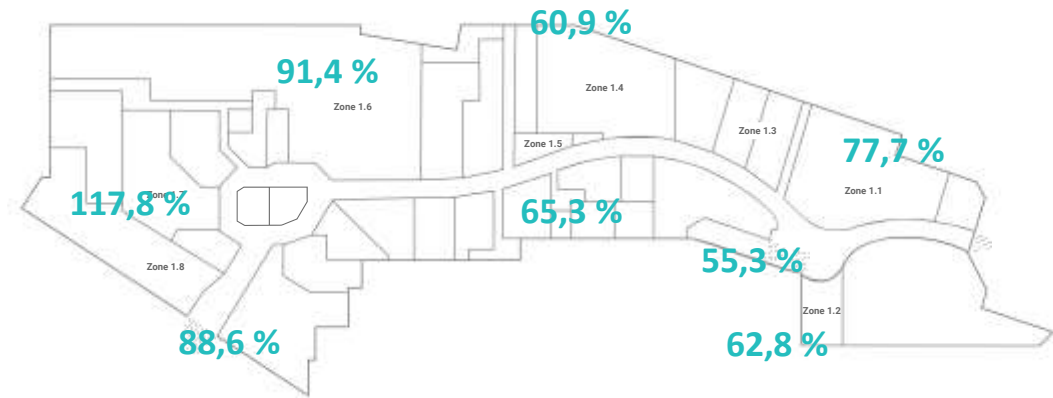 60,9 %
91,4 %
Zone 1.6
Zone 1.4
Zone 1.5
Zone 1.3
77,7 %
Zone 1.1
117,8 %
65,3 %
Zone 1.8
55,3 %
Zone 1.2
88,6 %
62,8 %